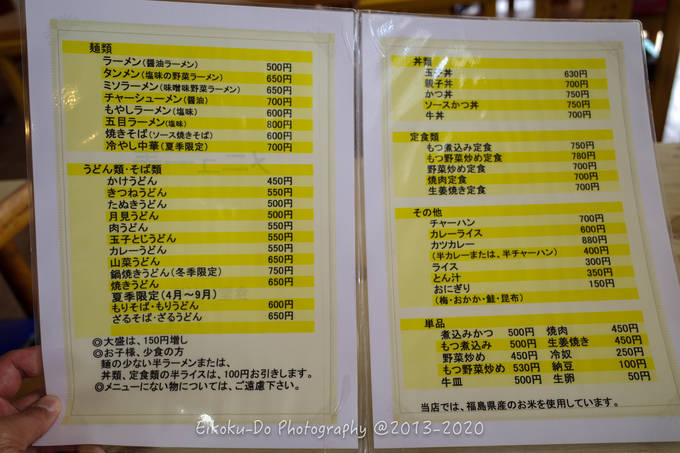 麺類
ラーメン(醤油ラーメン) 500円
タンメン(塩味の野菜ラーメン) 650円
ミソラーメン(味噌味野菜ラーメン) 650円
チャーシューメン(醤油) 700円
もやしラーメン(塩味) 600円
五目ラーメン(塩味) 800円
焼きそば(ソース焼きそば) 600円
冷やし中華(夏季限定) 700円
うどん類・そば類
かけうどん 450円
きつねうどん 550円
たぬきうどん 500円
月見うどん 500円
肉うどん 550円
玉子とじうどん 550円
カレーうどん 550円
山菜うどん 650円
鍋焼きうどん(冬季限定) 750円
焼きうどん 650円
夏季限定(4月～9月)
もりそば・もりうどん 600円
ざるそば・ざるうどん 650円
◎大盛は、150円増し
◎お子様、少食の方
麺の少ない半ラーメンまたは、
丼類、定食類の半ライスは、100円お引きします。
◎メニューにない物については、ご遠慮下さい。
丼類
玉子丼 630円
親子丼 700円
かつ丼 750円
ソースかつ丼 750円
牛丼 700円
定食類
もつ煮込み定食 750円
もつ野菜炒め定食 780円
野菜炒め定食 700円
焼肉定食 700円
生姜焼き定食 700円
その他
チャーハン 700円
カレーライス 600円
カツカレー 880円
(半カレーまたは、半チャーハン) 400円
ライス 300円
とん汁 350円
おにぎり 150円
(梅・おかか・鮭・昆布)
単品
煮込みかつ 500円 焼肉 450円
もつ煮込み 500円 生姜焼き 450円
野菜炒め 450円 冷奴 250円
もつ野菜炒め 530円 納豆 100円
牛皿 500円 生卵 50円
当店では、福島県産のお米を使用しています。
Eikoku-Do Photography @2013-2020